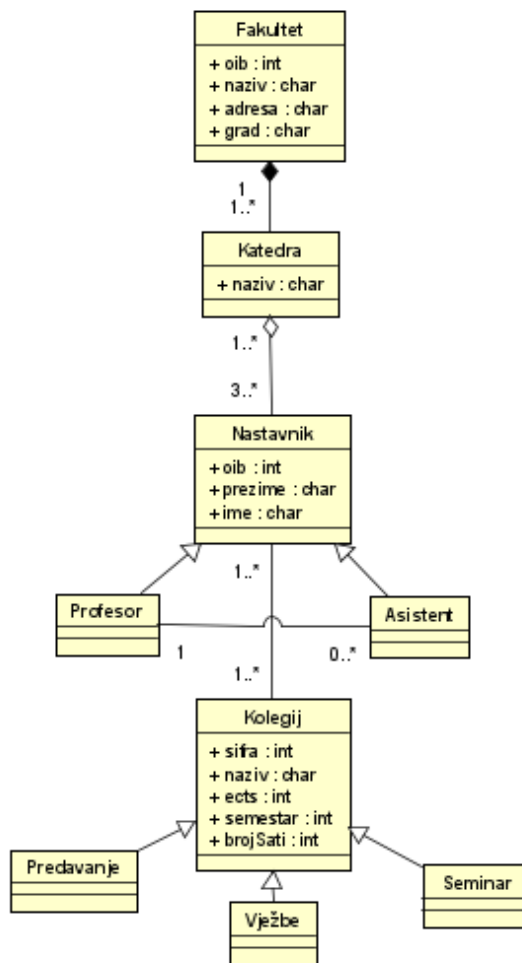 Fakultet
+ oib : int
+ naziv : char
+ adresa : char
+ grad : char
1
1..*
Katedra
+ naziv : char
1..*
3..*
Nastavnik
+ oib : int
+ prezime : char
+ ime : char
1..*
Profesor
Asistent
1
0..*
1..*
Kolegij
+ sifra : int
+ naziv : char
+ ects : int
+ semestar : int
+ brojSati : int
Predavanje
Seminar
Vježbe